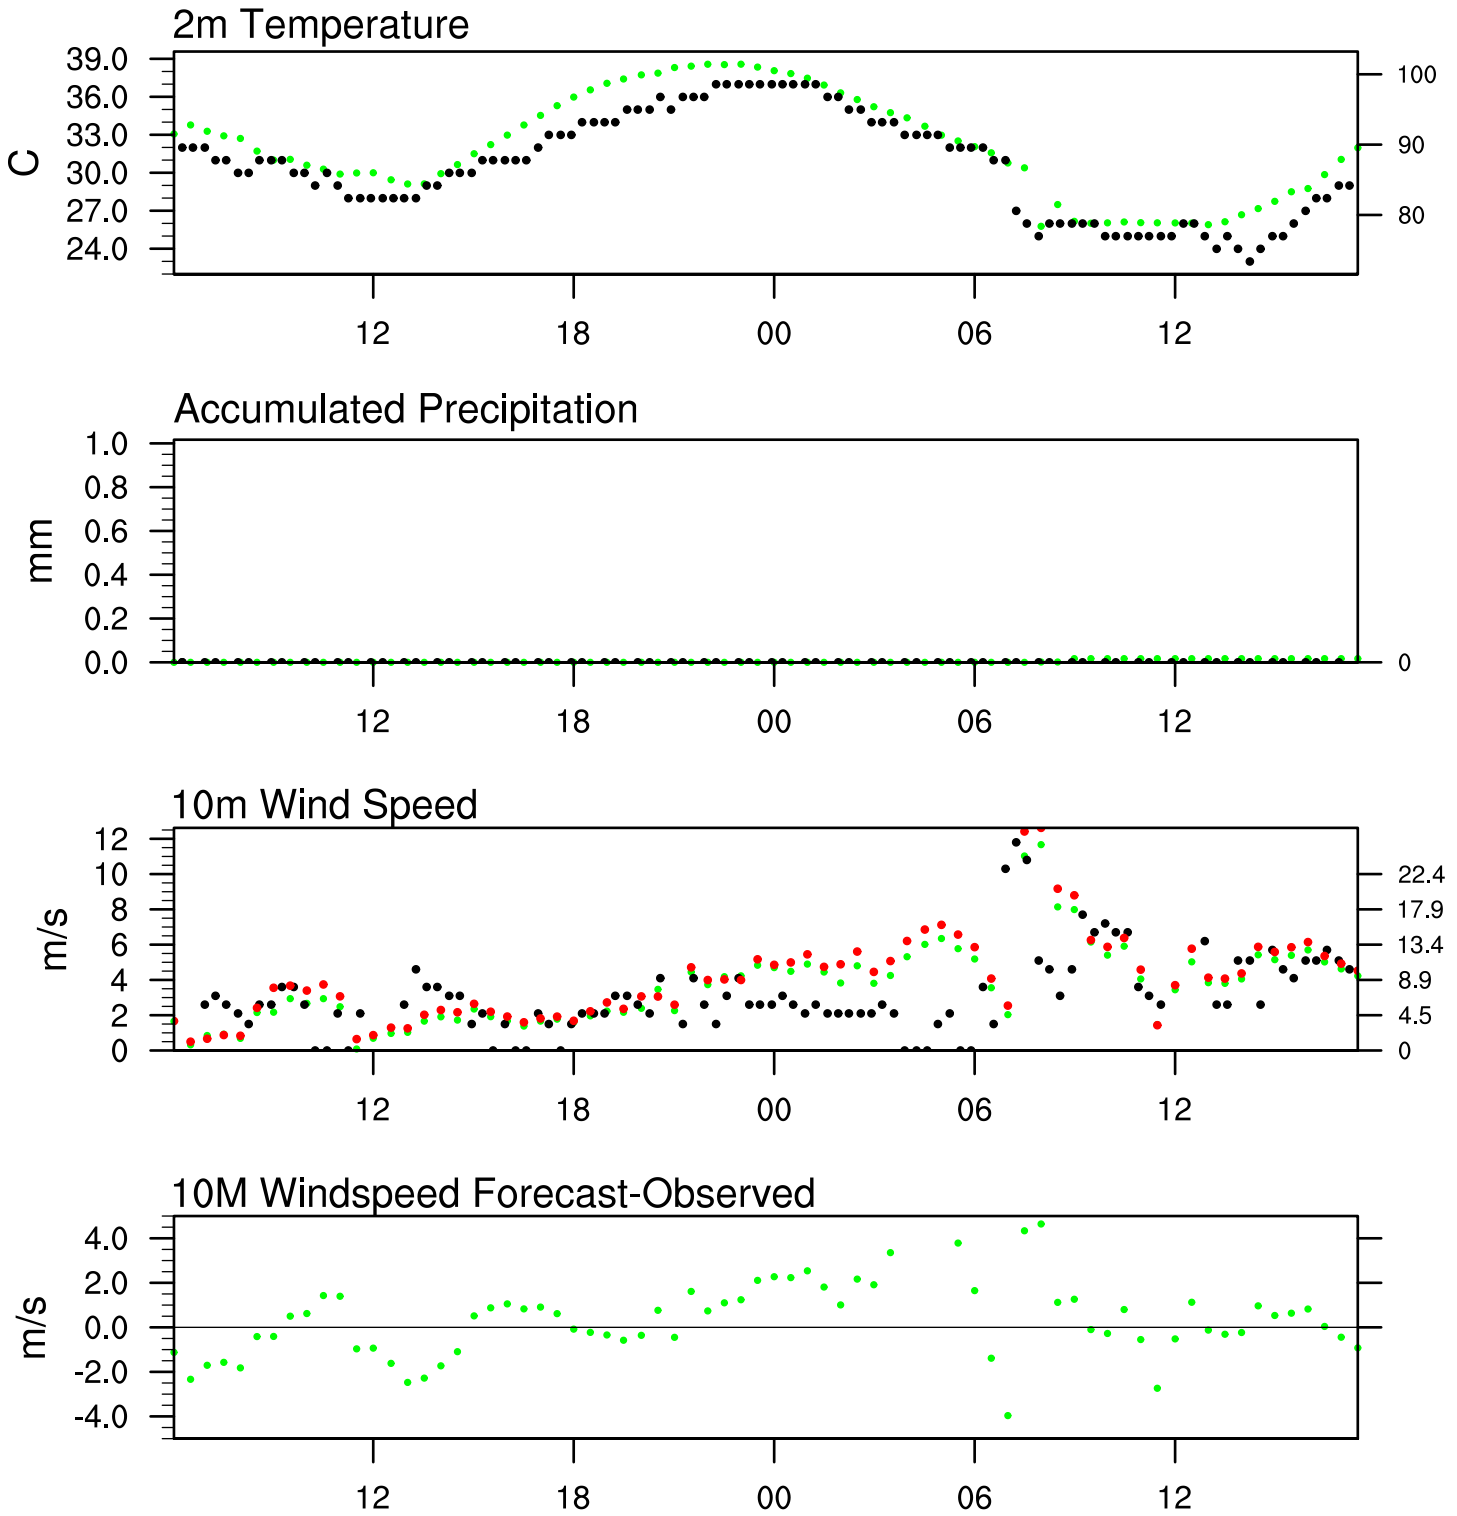 2m Temperature
39.0
36.0
33.0
30.0
27.0
24.0
C
100
90
80
12 18 00 06 12
Accumulated Precipitation
1.0
0.8
0.6
0.4
0.2
0.0
mm
0
12 18 00 06 12
10m Wind Speed
12
10
8
6
4
2
0
m/s
22.4
17.9
13.4
8.9
4.5
0
12 18 00 06 12
10M Windspeed Forecast-Observed
4.0
2.0
0.0
-2.0
-4.0
m/s
12 18 00 06 12